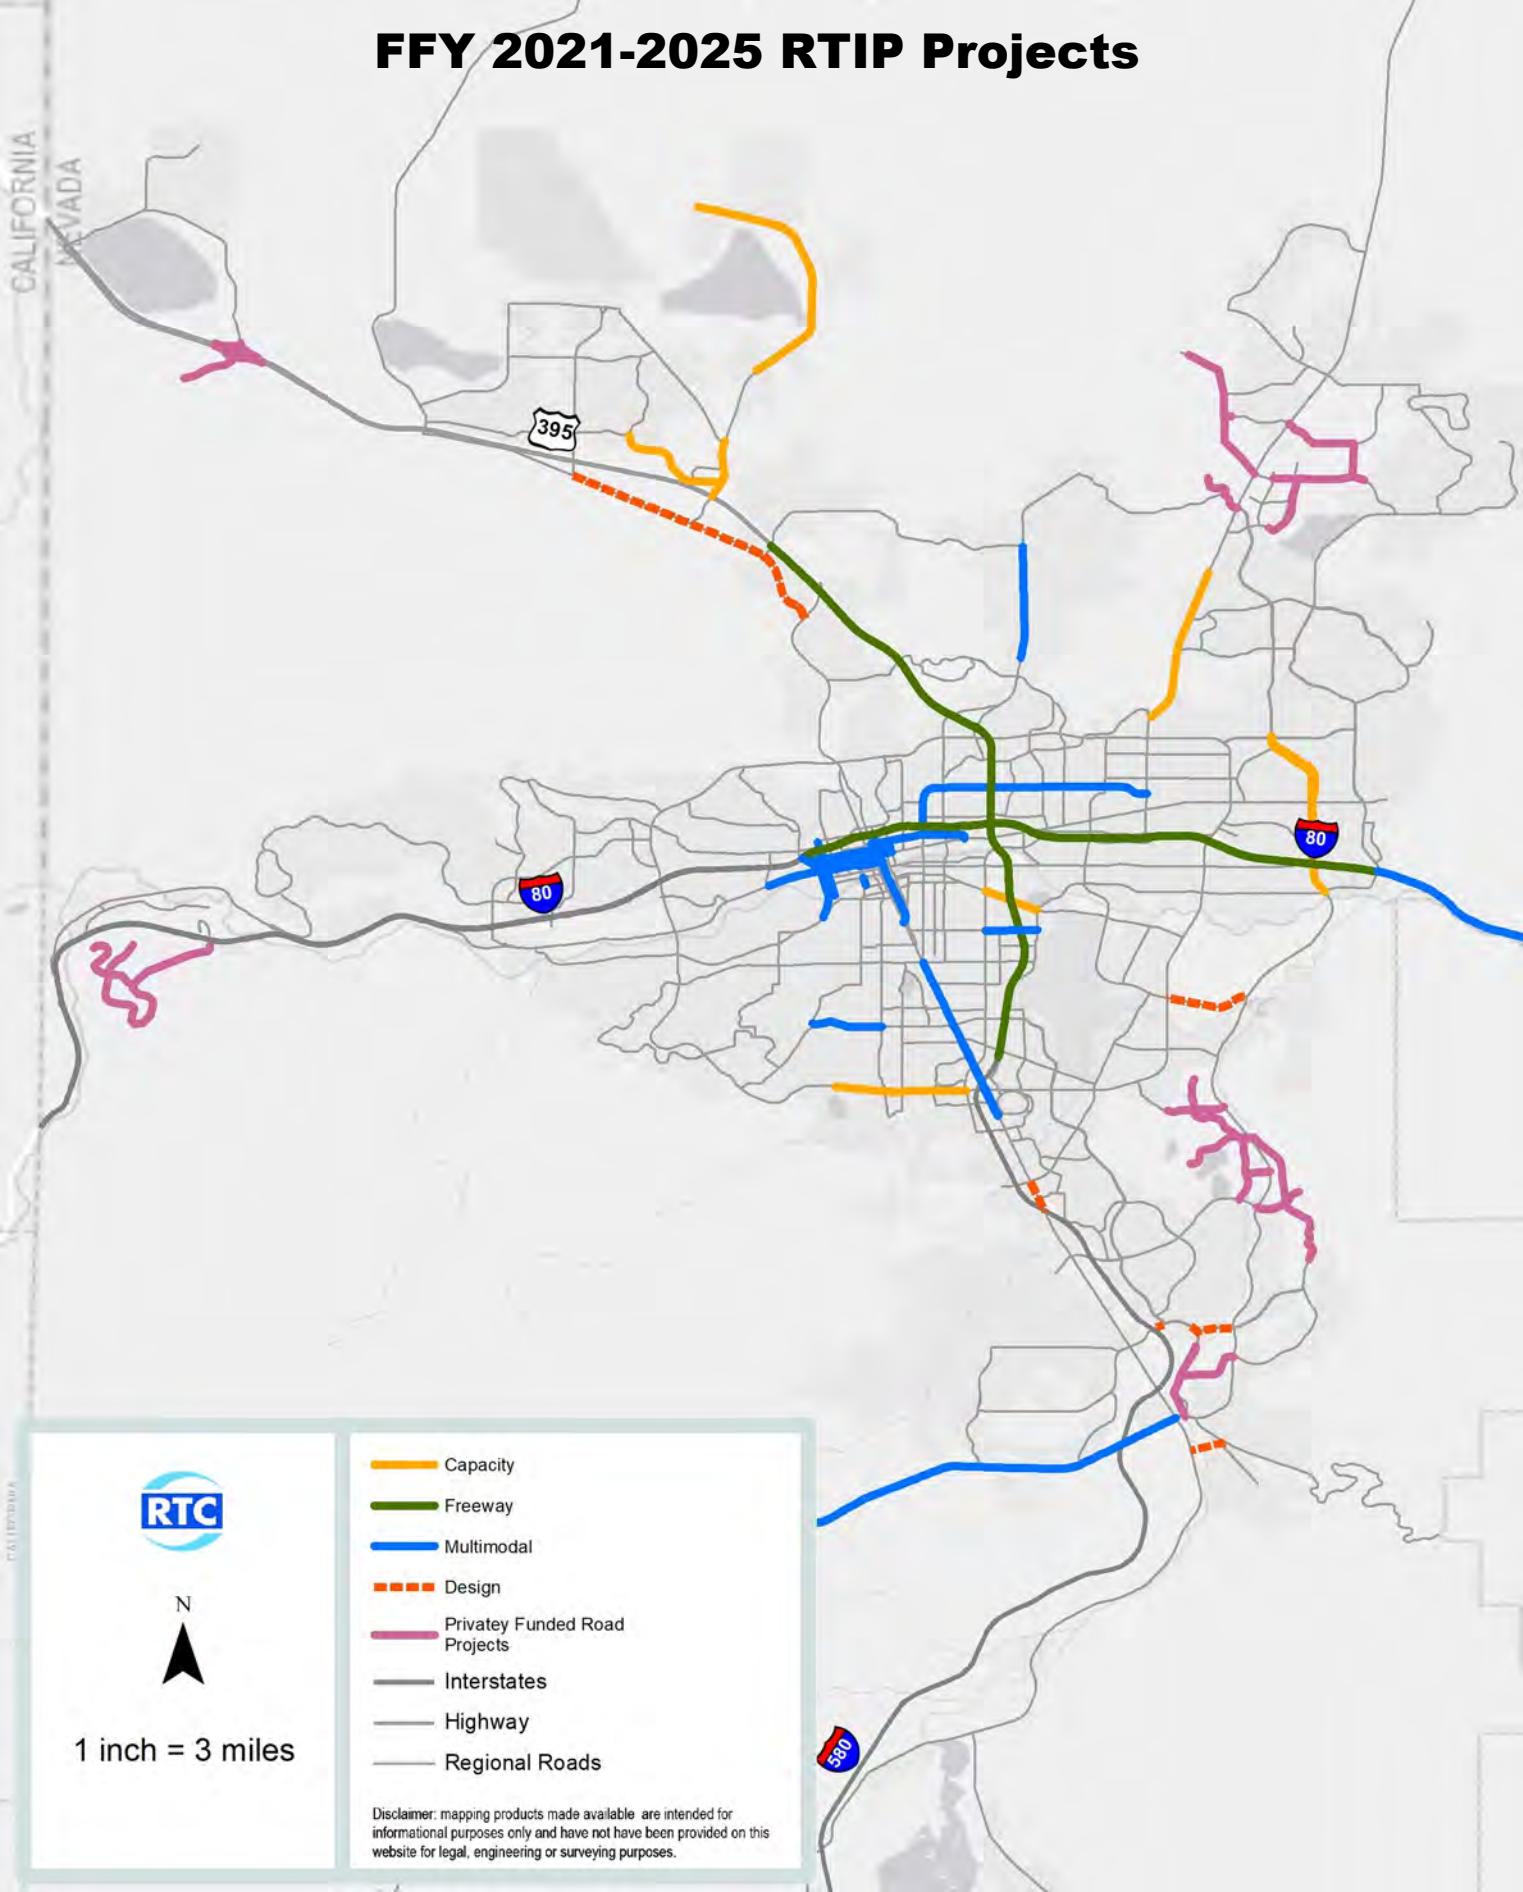 FFY 2021-2025 RTIP Projects
CALIFORNIA
NEVADA
395
80
80
580
RTC
N
1 inch = 3 miles
Capacity
Freeway
Multimodal
Design
Privatey Funded Road
Projects
Interstates
Highway
Regional Roads
Disclaimer: mapping products made available are intended for
informational purposes only and have not have been provided on this
website for legal, engineering or surveying purposes.
CALIFORNIA